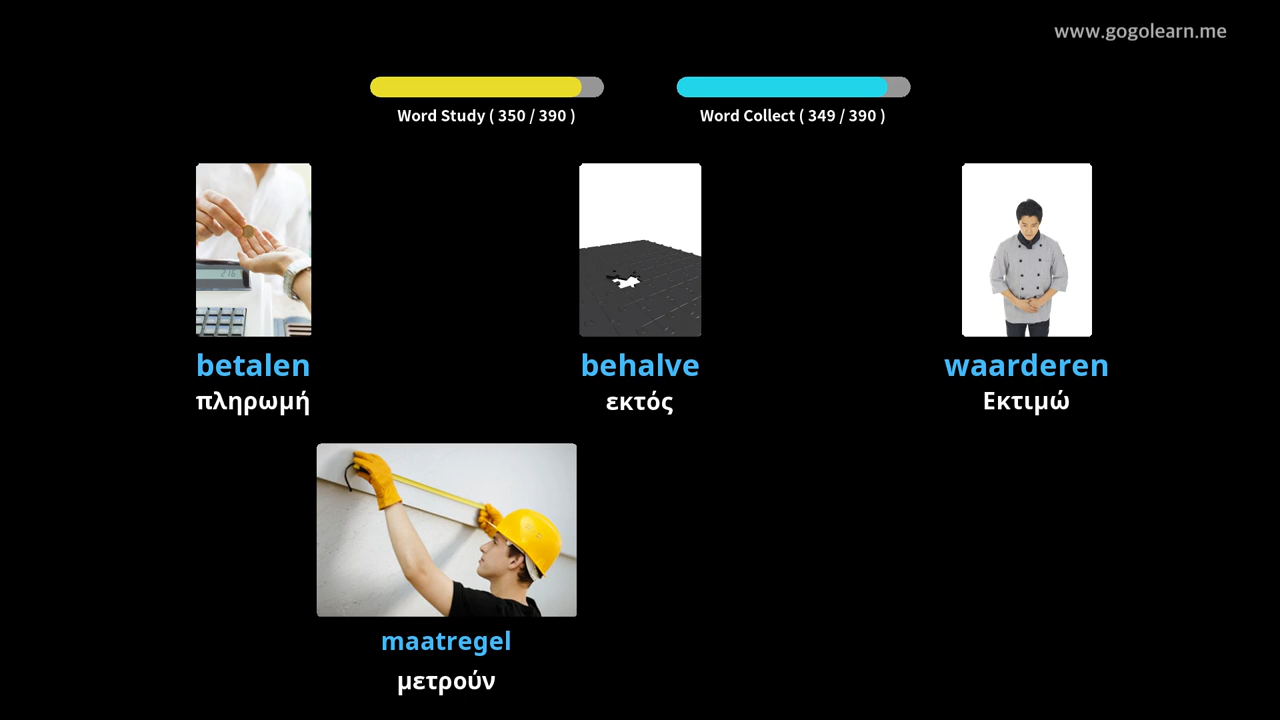 www.gogolearn.me
Word Study ( 350 / 390 )
Word Collect ( 349 / 390 )
216
betalen
behalve
waarderen
πληρωμή
εκτός
Εκτιμώ
maatregel
μετρούν